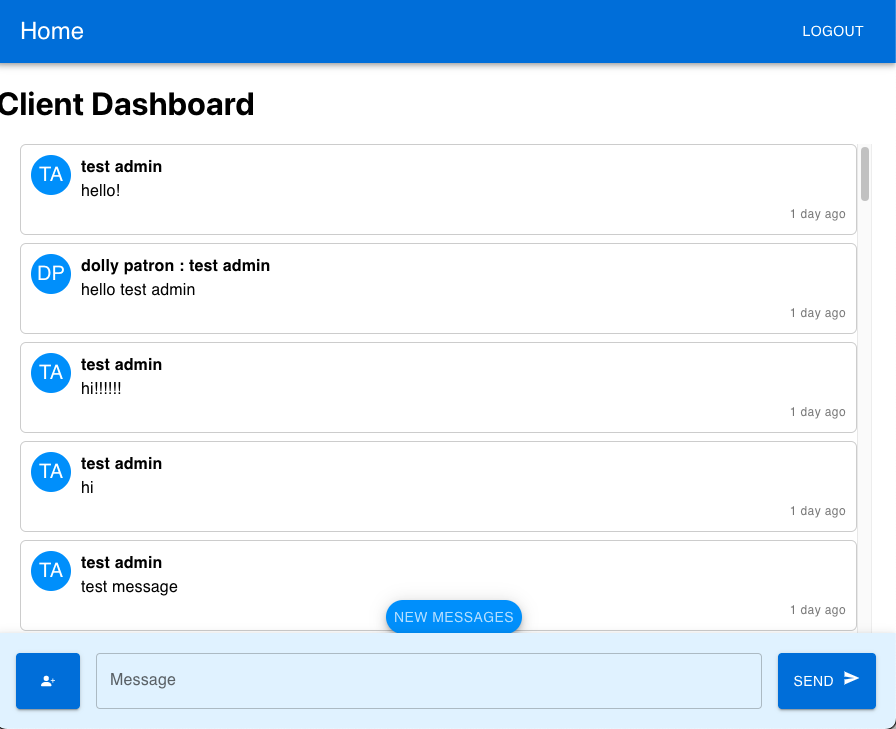 Home
LOGOUT
Client Dashboard
TA
test admin
hello!
1 day ago
DP
dolly patron : test admin
hello test admin
1 day ago
TA
test admin
hi!!!!!!
1 day ago
TA
test admin
hi
1 day ago
TA
test admin
test message
1 day ago
NEW MESSAGES
Message
SEND